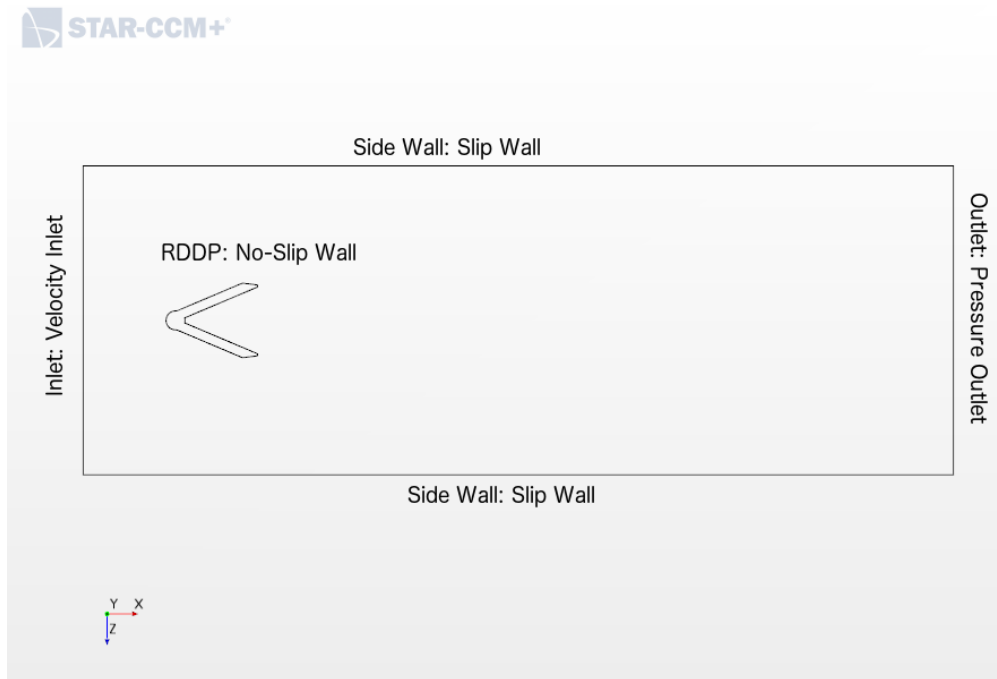 STAR-CCM+
Side Wall: Slip Wall
Inlet: Velocity Inlet
RDDP: No-Slip Wall
Outlet: Pressure Outlet
Side Wall: Slip Wall
Y X
Z